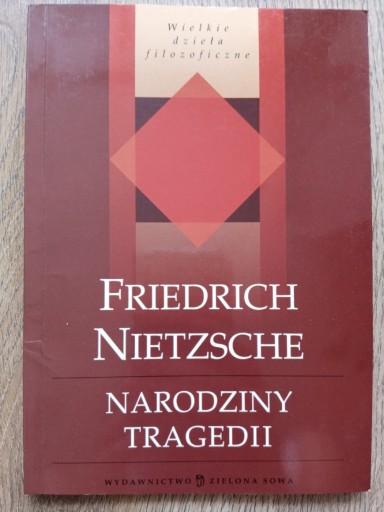 Wielkie
dzieła
filozoficzne
FRIEDRICH
NIETZSCHE
NARODZINY
TRAGEDII
WYDAWNICTWO ZIELONA SOWA